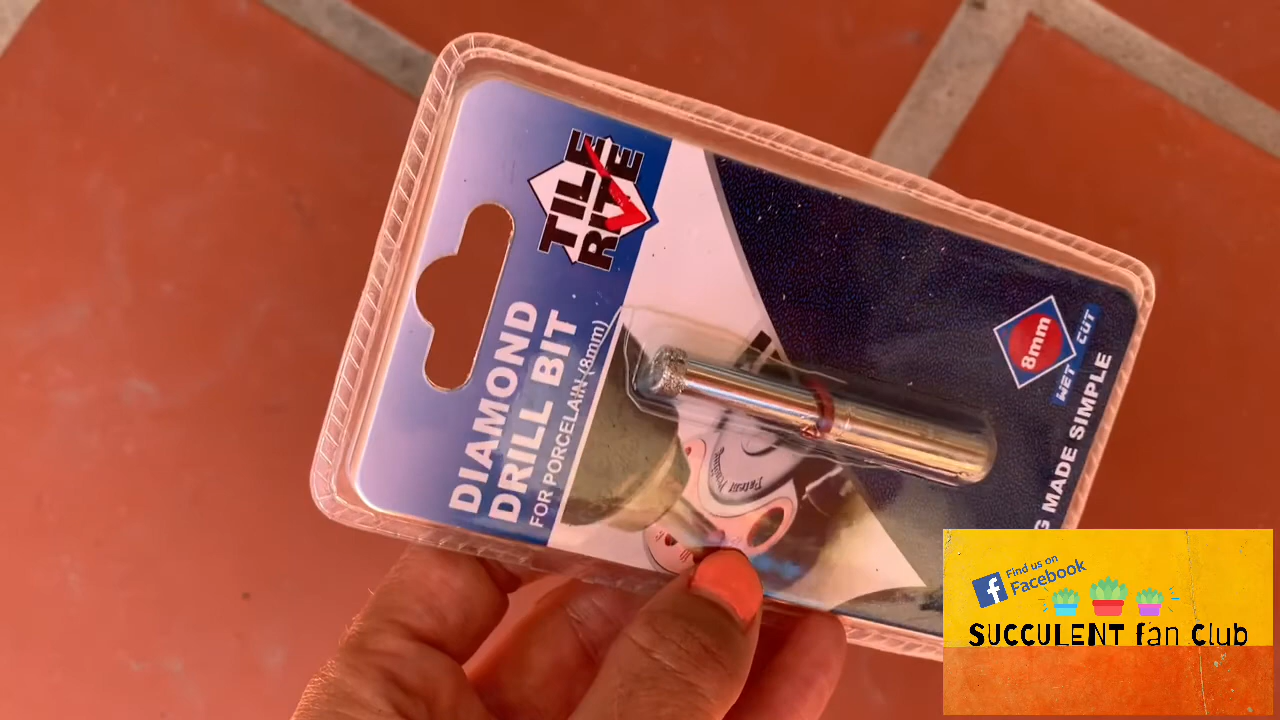 TILE
RITE
DIAMOND
DRILL BIT
FOR PORCELAIN (8mm)
8mm
WET CUT
G MADE SIMPLE
Find us on
Facebook
SUCCULENT fan club